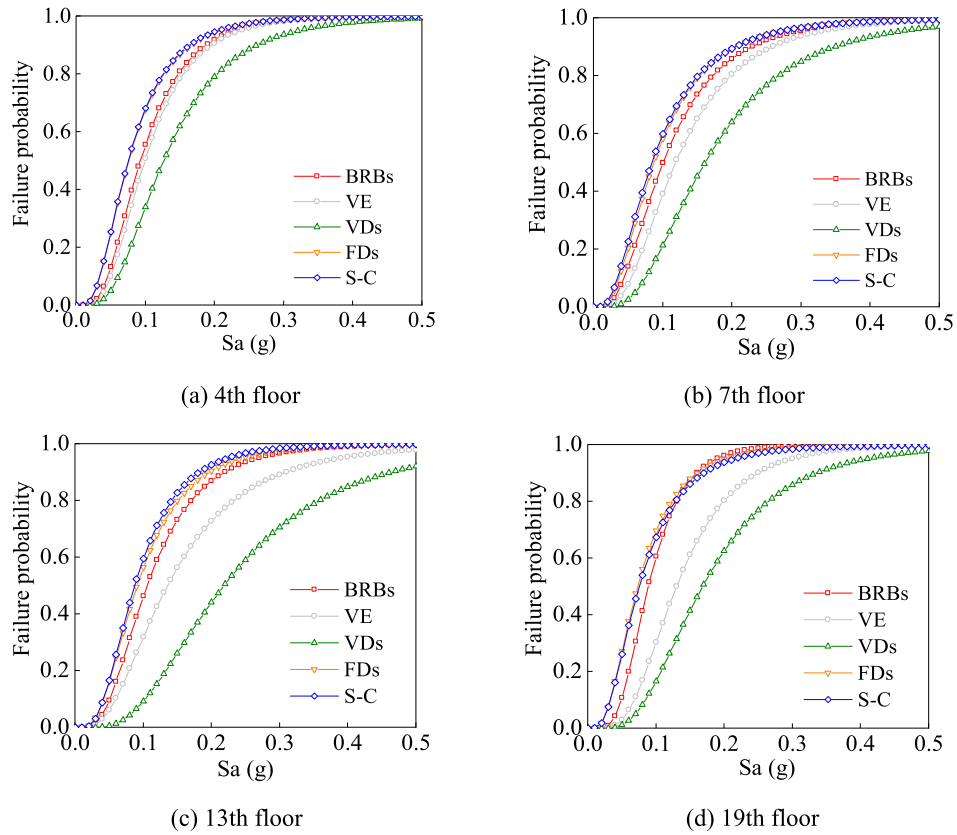 Failure probability
1.0
0.8
0.6
0.4
0.2
0.0
BRBs
VE
VDs
FDs
S-C
0.0 0.1 0.2 0.3 0.4 0.5
Sa (g)
(a) 4th floor
Failure probability
1.0
0.8
0.6
0.4
0.2
0.0
BRBs
VE
VDs
FDs
S-C
0.0 0.1 0.2 0.3 0.4 0.5
Sa (g)
(b) 7th floor
Failure probability
1.0
0.8
0.6
0.4
0.2
0.0
BRBs
VE
VDs
FDs
S-C
0.0 0.1 0.2 0.3 0.4 0.5
Sa (g)
(c) 13th floor
Failure probability
1.0
0.8
0.6
0.4
0.2
0.0
BRBs
VE
VDs
FDs
S-C
0.0 0.1 0.2 0.3 0.4 0.5
Sa (g)
(d) 19th floor